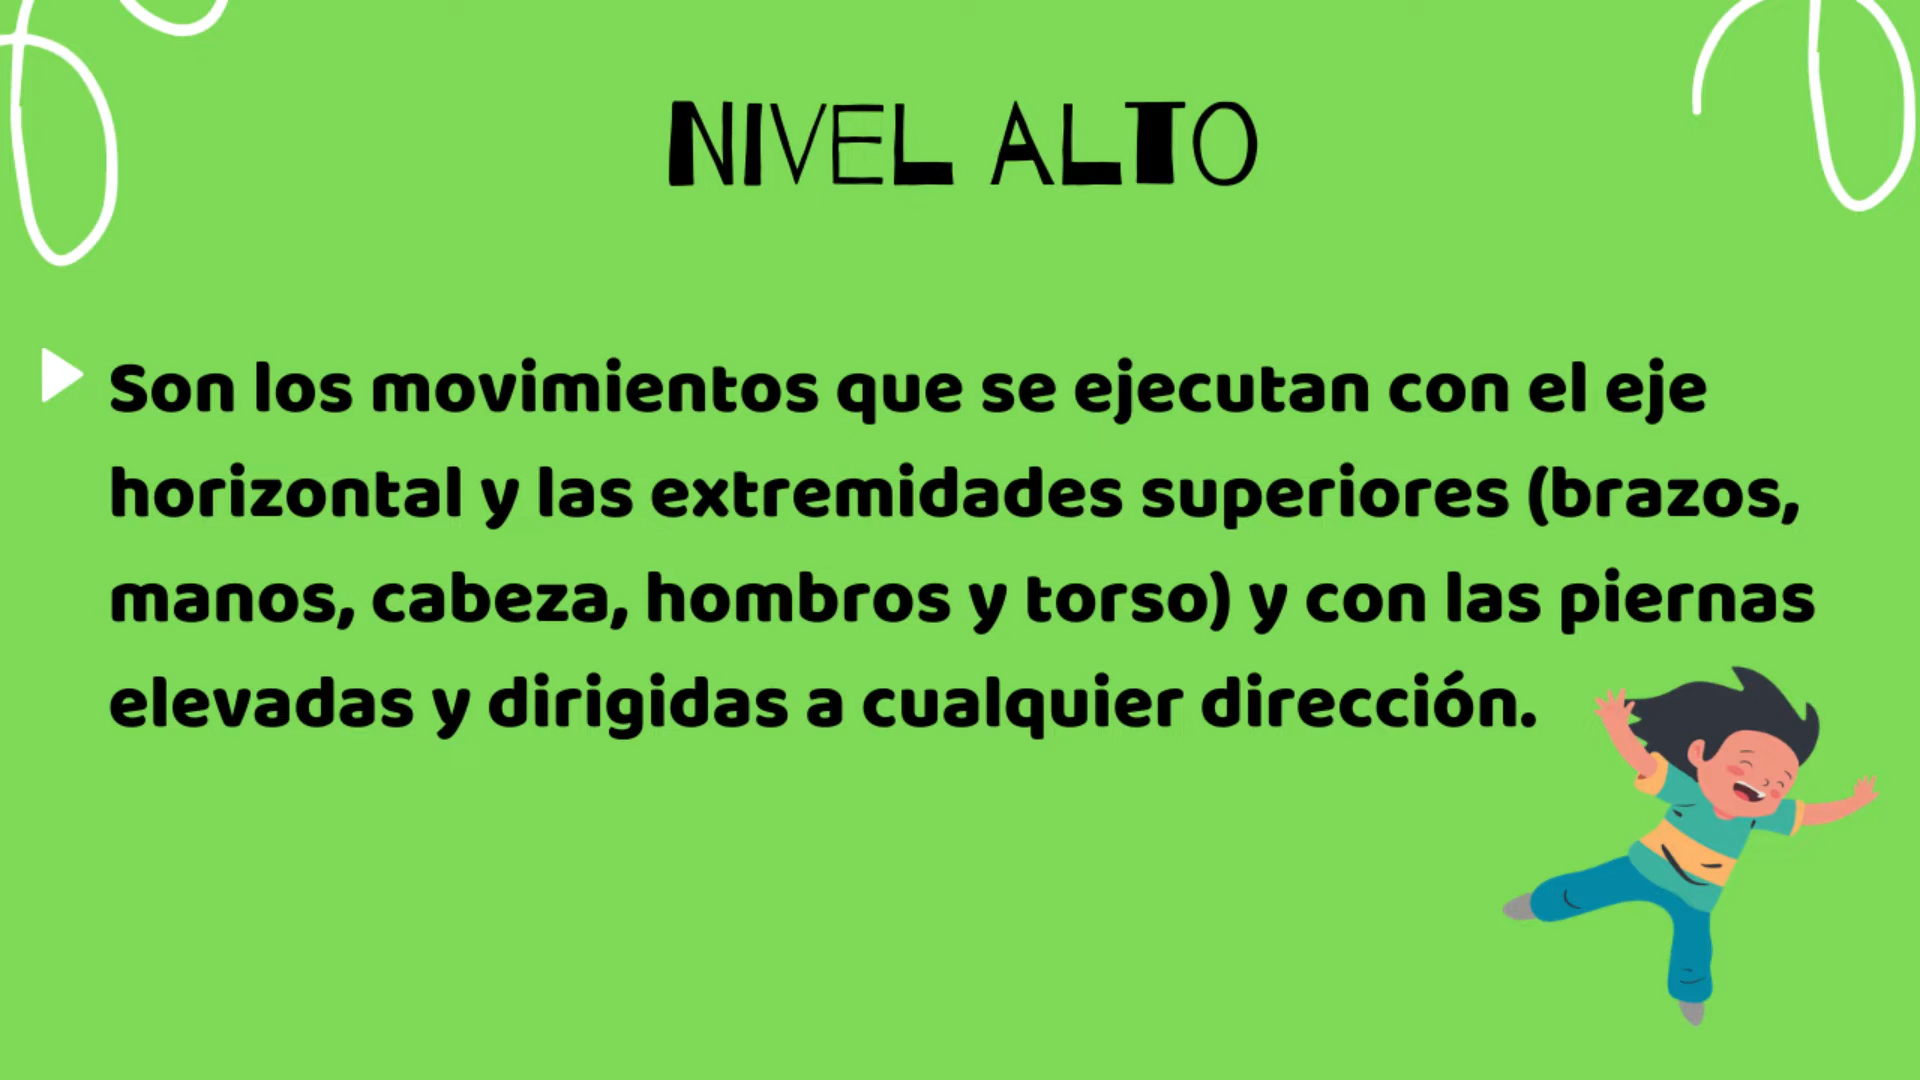 NIVEL ALTO
Son los movimientos que se ejecutan con el eje
horizontal y las extremidades superiores (brazos,
manos, cabeza, hombros y torso) y con las piernas
elevadas y dirigidas a cualquier dirección.